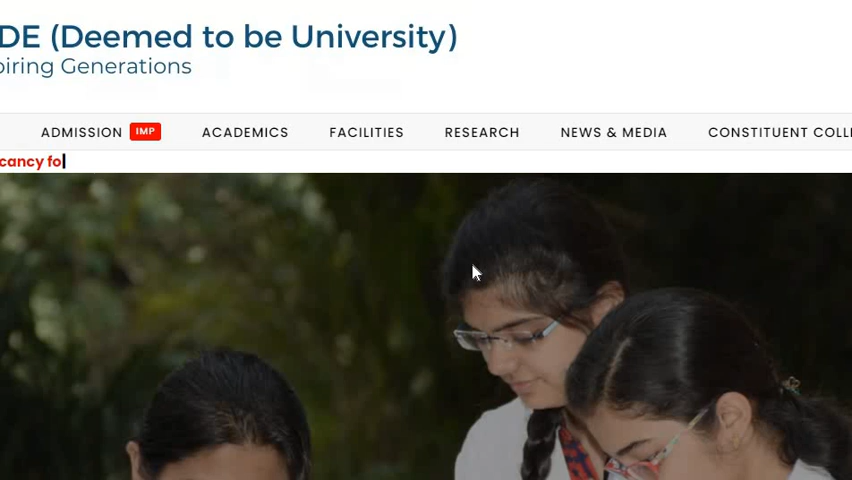 DE (Deemed to be University)
piring Generations
ADMISSION IMP ACADEMICS FACILITIES RESEARCH NEWS & MEDIA CONSTITUENT COLL
cancy fo